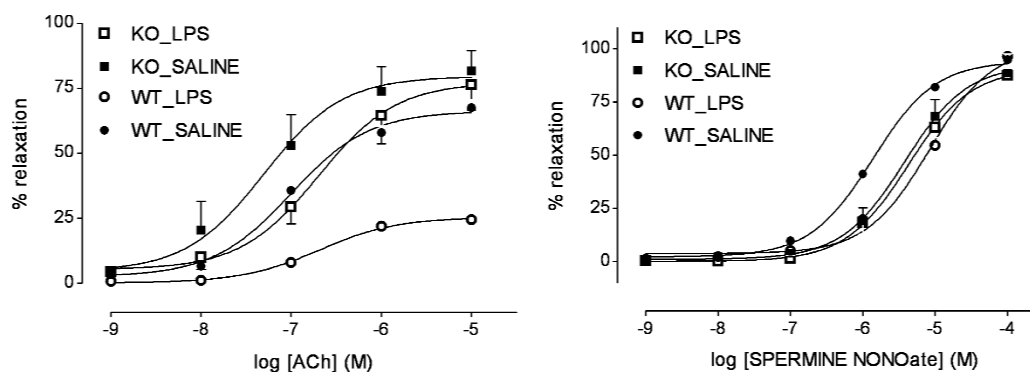 100
75
50
25
0
% relaxation
KO_LPS
KO_SALINE
WT_LPS
WT_SALINE
-9 -8 -7 -6 -5
log [ACh] (M)
100
75
50
25
0
% relaxation
KO_LPS
KO_SALINE
WT_LPS
WT_SALINE
-9 -8 -7 -6 -5 -4
log [SPERMINE NONOate] (M)